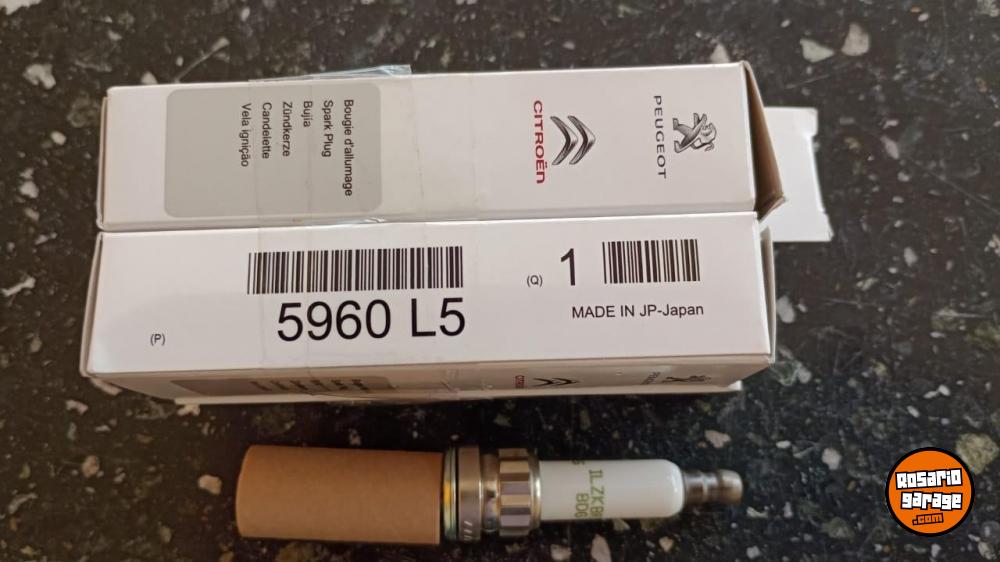 Bougie d'allumage
Spark Plug
Bujía
Zündkerze
Candelette
Vela ignição
CITROËN
PEUGEOT
(P)
5960 L5
(Q)
1
MADE IN JP-Japan
ROSARIO
GARAGE
.COM